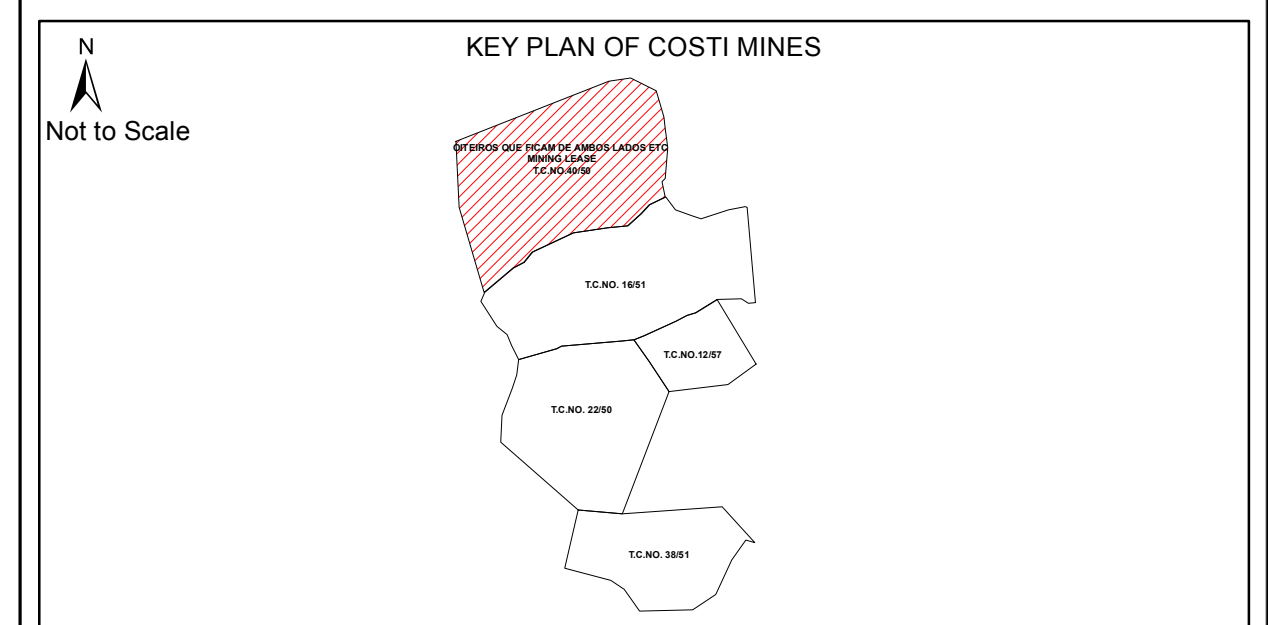 KEY PLAN OF COSTI MINES
N
Not to Scale
OITEIROS QUE FICAM DE AMBOS LADOS ETC
MINING LEASE
T.C.NO.40/50
T.C.NO. 16/51
T.C.NO.12/57
T.C.NO. 22/50
T.C.NO. 38/51